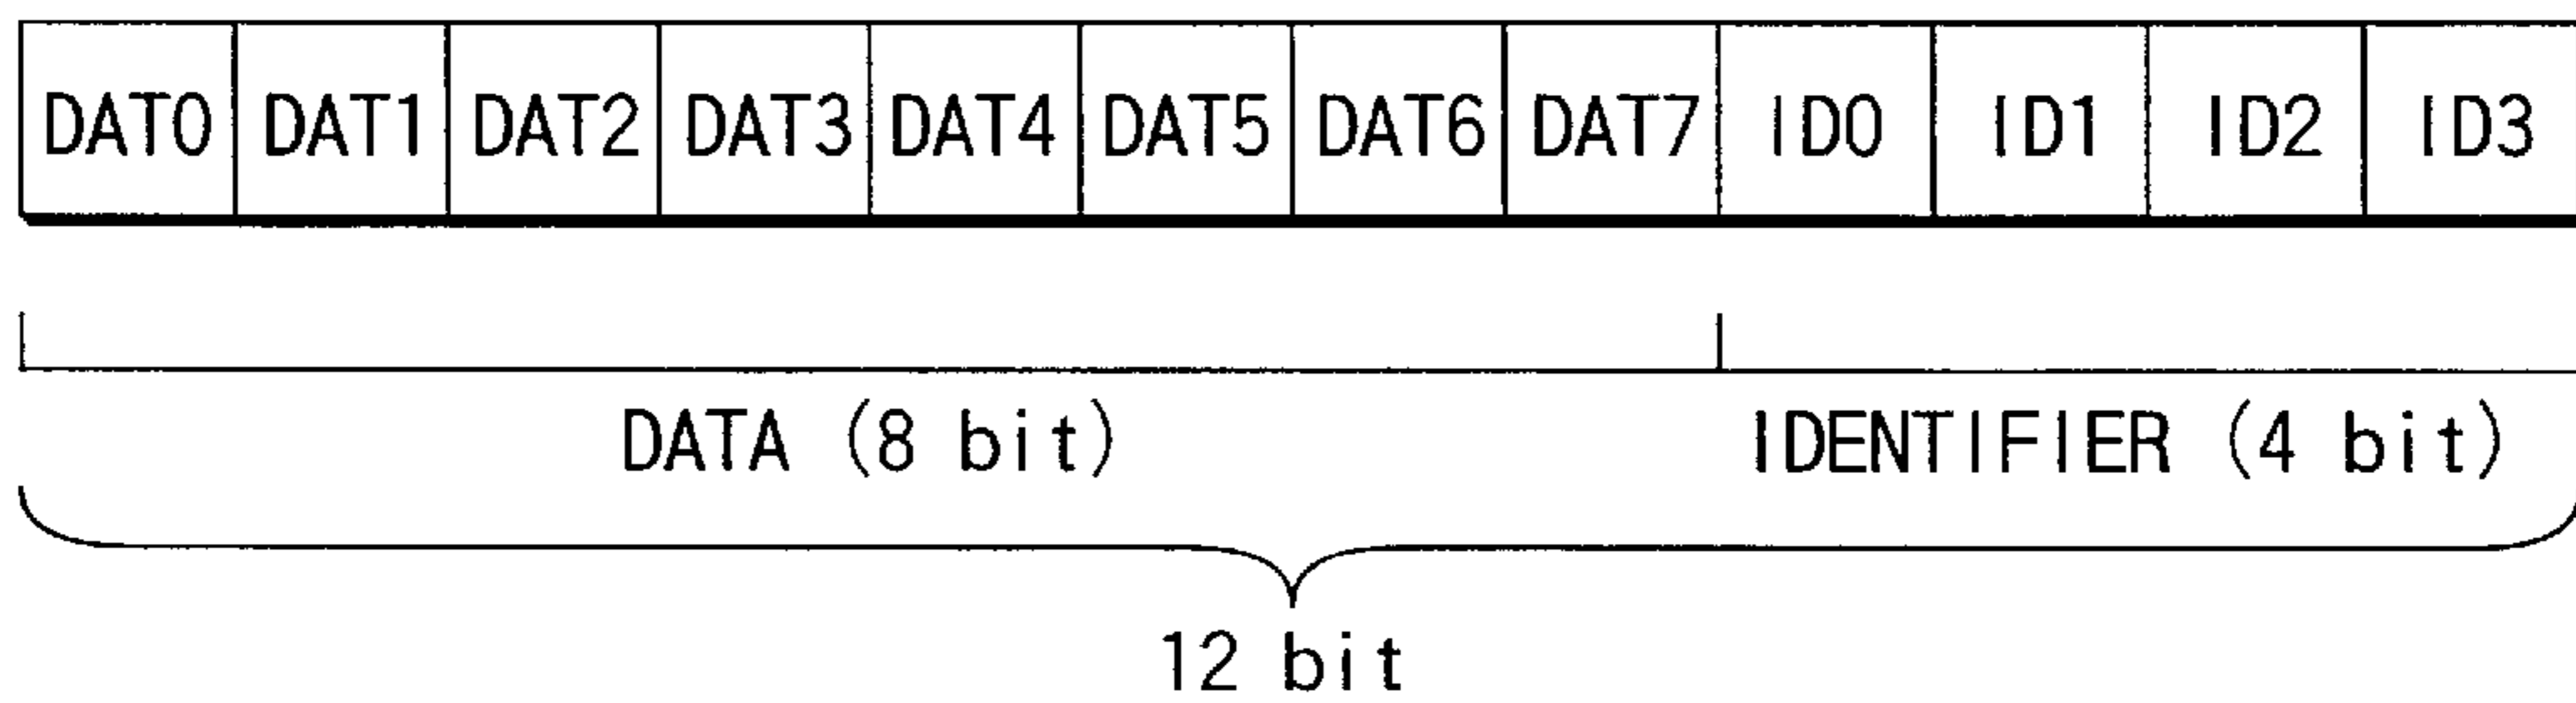 DAT0 DAT1 DAT2 DAT3 DAT4 DAT5 DAT6 DAT7 ID0 ID1 ID2 ID3
DATA (8 bit) IDENTIFIER (4 bit)
12 bit